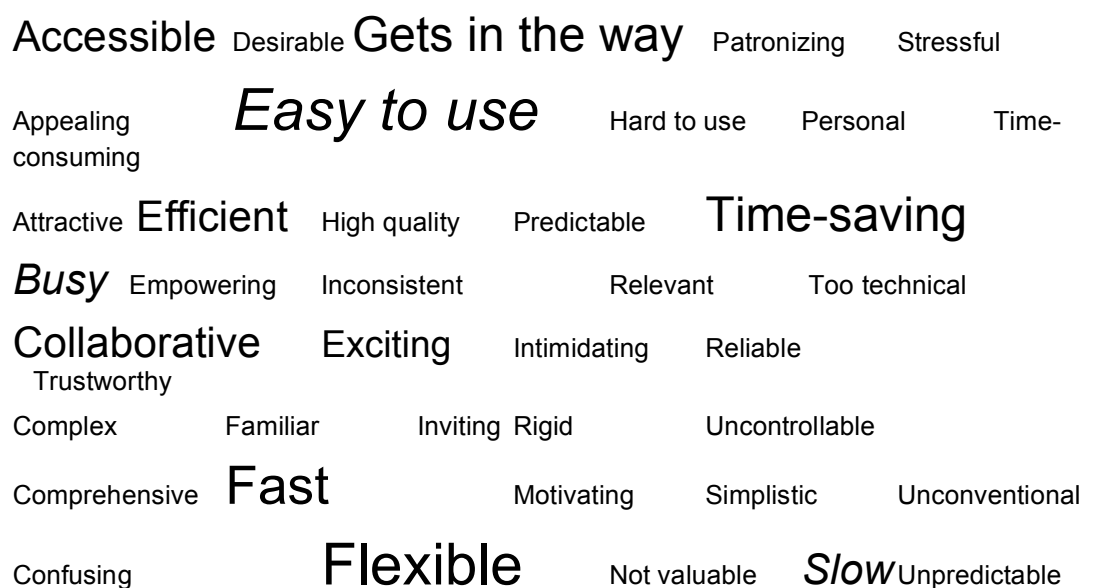 Accessible Desirable Gets in the way Patronizing Stressful
Appealing Easy to use Hard to use Personal Time-
consuming
Attractive Efficient High quality Predictable Time-saving
Busy Empowering Inconsistent Relevant Too technical
Collaborative Exciting Intimidating Reliable
Trustworthy
Complex Familiar Inviting Rigid Uncontrollable
Comprehensive Fast Motivating Simplistic Unconventional
Confusing Flexible Not valuable Slow Unpredictable